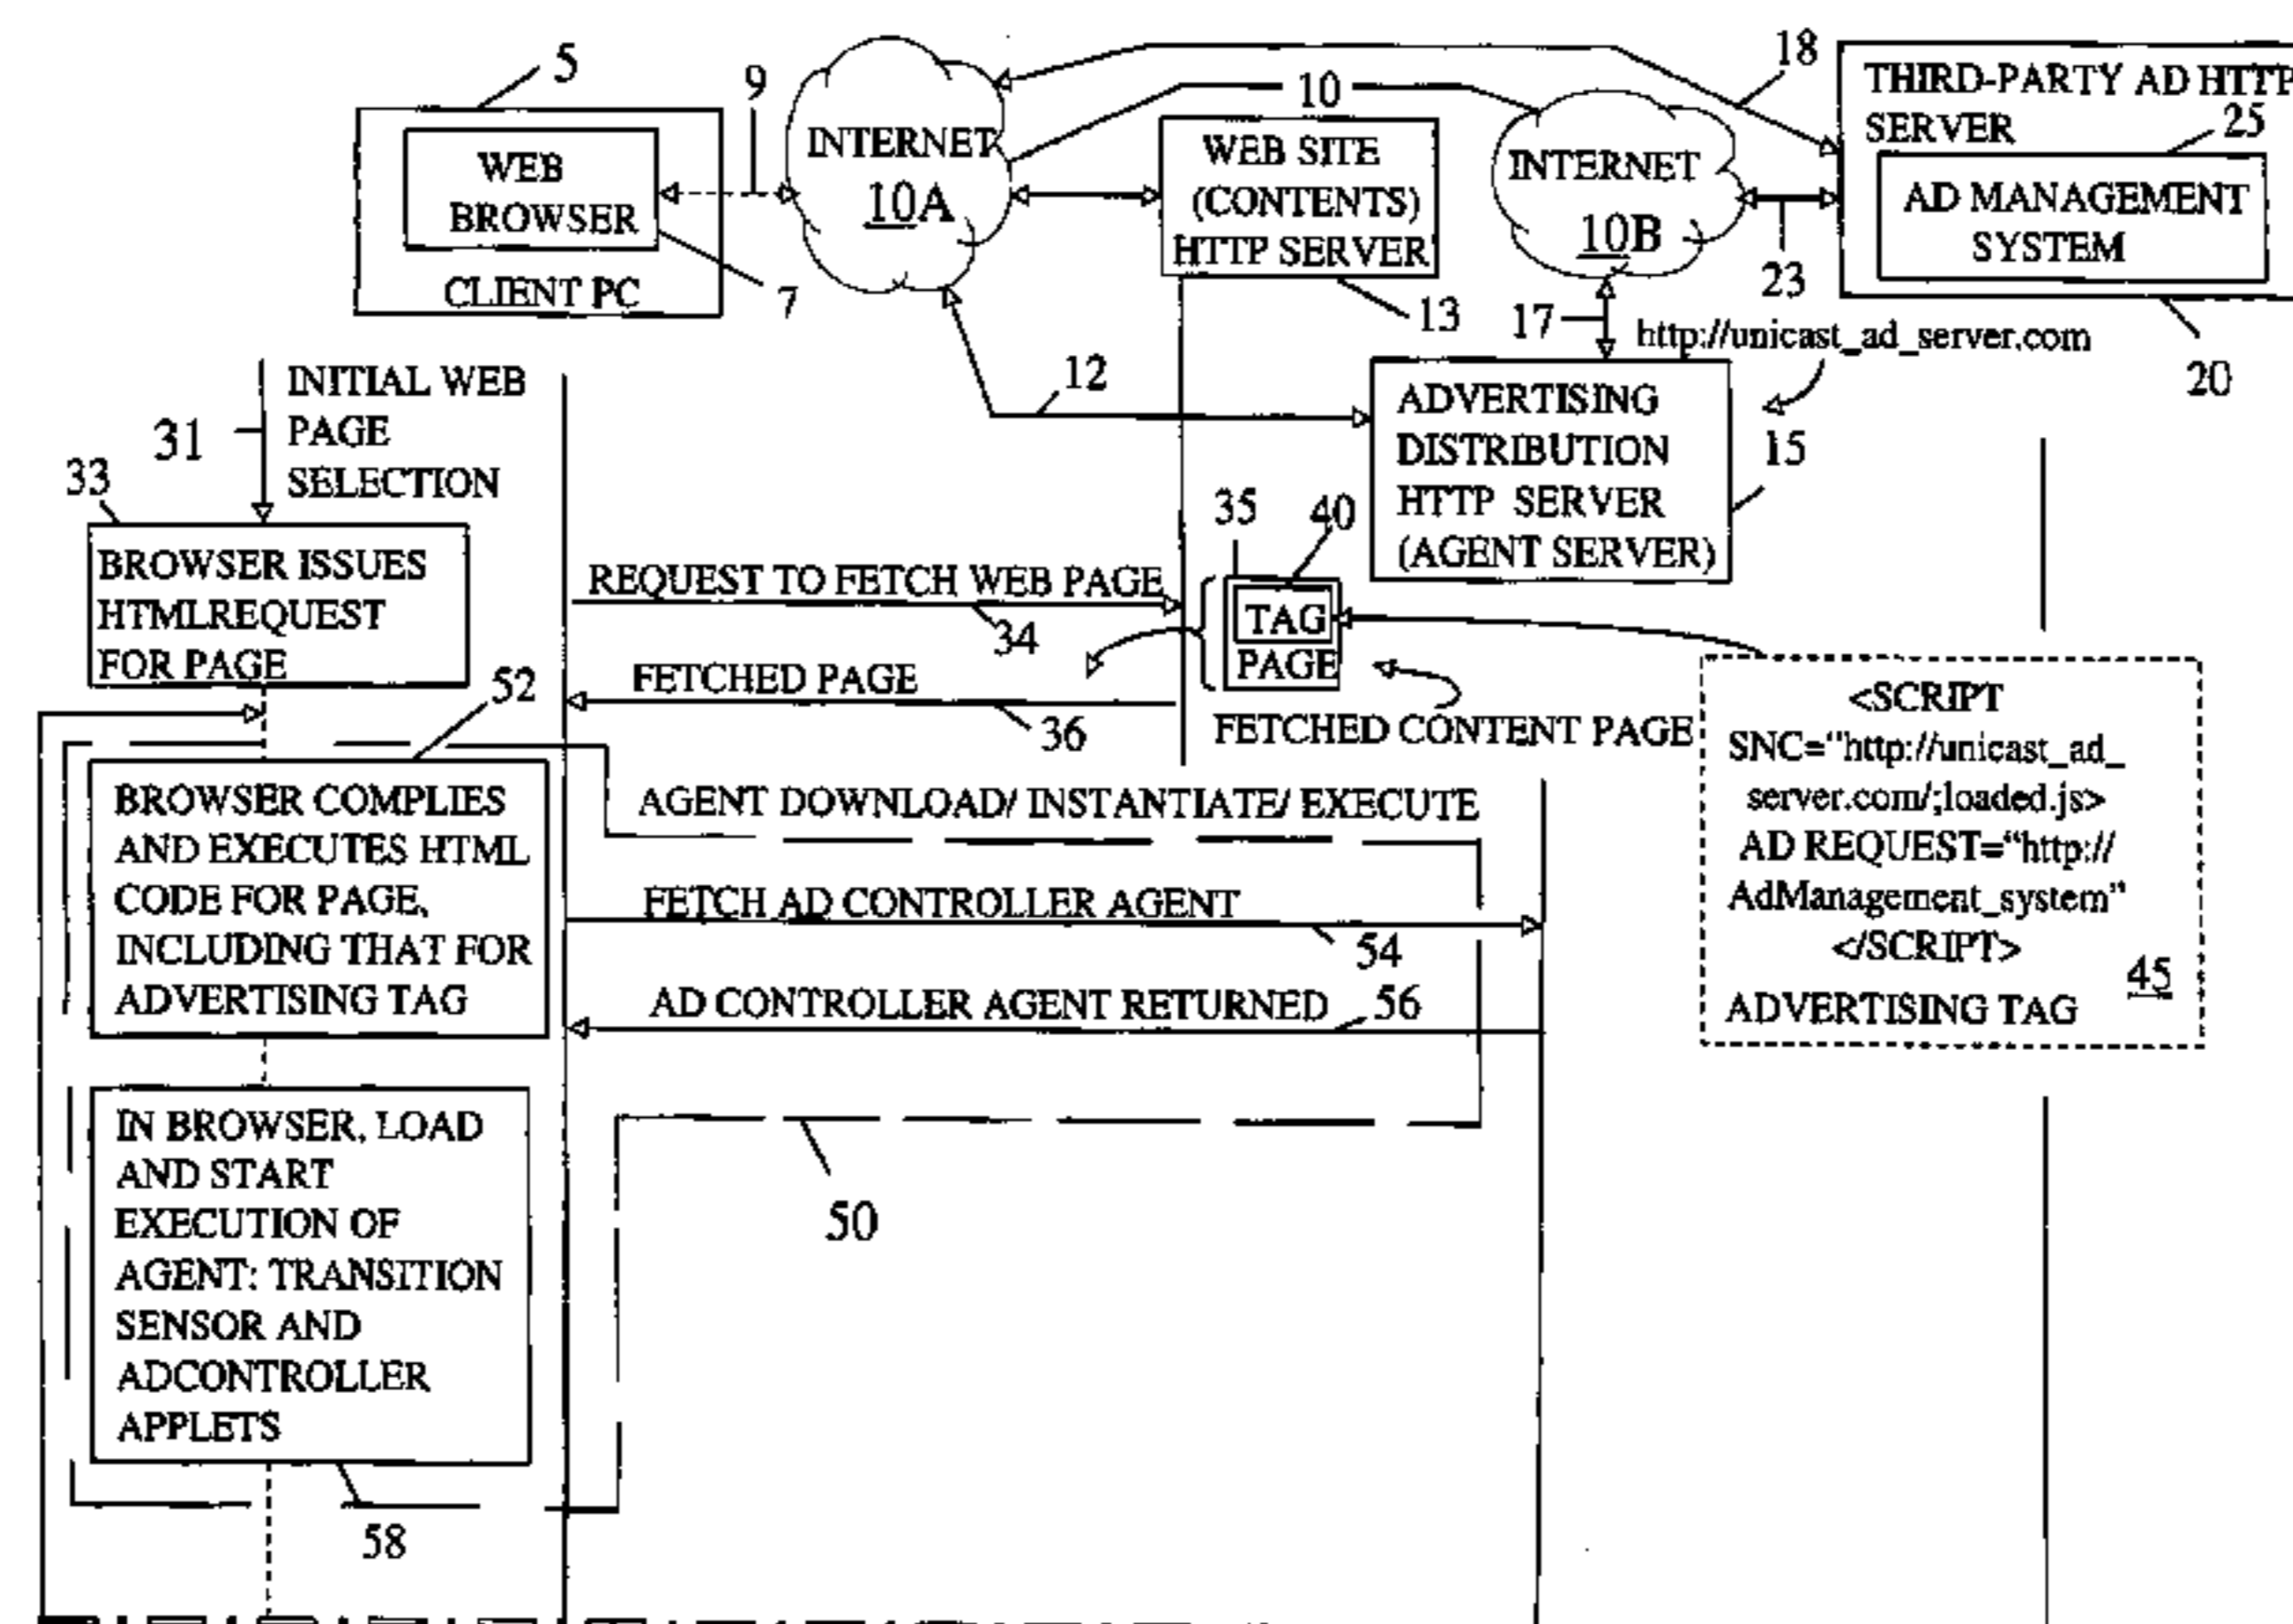 5
9
18
THIRD-PARTY AD HTTP
SERVER
25
10
INTERNET
10A
WEB
BROWSER
CLIENT PC
7
WEB SITE
(CONTENTS)
HTTP SERVER
13
INTERNET
10B
AD MANAGEMENT
SYSTEM
23
17
http://unicast_ad_server.com
20
INITIAL WEB
PAGE
SELECTION
31
12
ADVERTISING
DISTRIBUTION
HTTP SERVER
(AGENT SERVER)
15
33
BROWSER ISSUES
HTMLREQUEST
FOR PAGE
35
40
REQUEST TO FETCH WEB PAGE
34
TAG
PAGE
FETCHED PAGE
36
FETCHED CONTENT PAGE
52
<SCRIPT
SNC="http://unicast_ad_
server.com/;loaded.js>
AD REQUEST="http://
AdManagement_system"
</SCRIPT>
45
ADVERTISING TAG
BROWSER COMPLIES
AND EXECUTES HTML
CODE FOR PAGE,
INCLUDING THAT FOR
ADVERTISING TAG
AGENT DOWNLOAD/ INSTANTIATE/ EXECUTE
FETCH AD CONTROLLER AGENT
54
AD CONTROLLER AGENT RETURNED
56
IN BROWSER, LOAD
AND START
EXECUTION OF
AGENT: TRANSITION
SENSOR AND
ADCONTROLLER
APPLETS
50
58